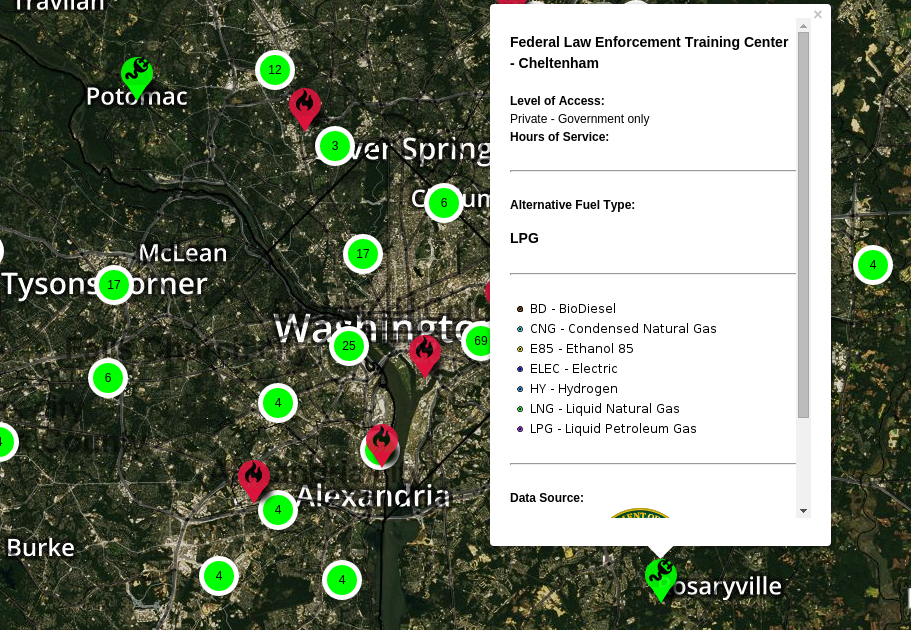 Travilah
12
Potomac
3
ver Spring
6
17
McLean
Tysons
17
orner
Washingto
25
69
6
4
4
Alexandria
4
Burke
4
4
×
Federal Law Enforcement Training Center
- Cheltenham
Level of Access:
Private - Government only
Hours of Service:
Alternative Fuel Type:
LPG
BD - BioDiesel
CNG - Condensed Natural Gas
E85 - Ethanol 85
ELEC - Electric
HY - Hydrogen
LNG - Liquid Natural Gas
LPG - Liquid Petroleum Gas
Data Source:
osaryville